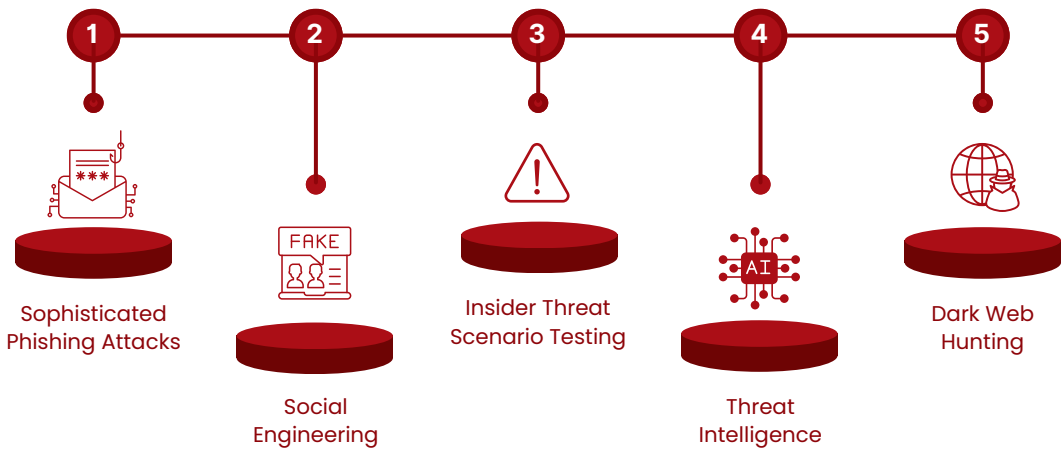 1
2
3
4
5
***
FAKE
AI
Sophisticated
Phishing Attacks
Social
Engineering
Insider Threat
Scenario Testing
Threat
Intelligence
Dark Web
Hunting